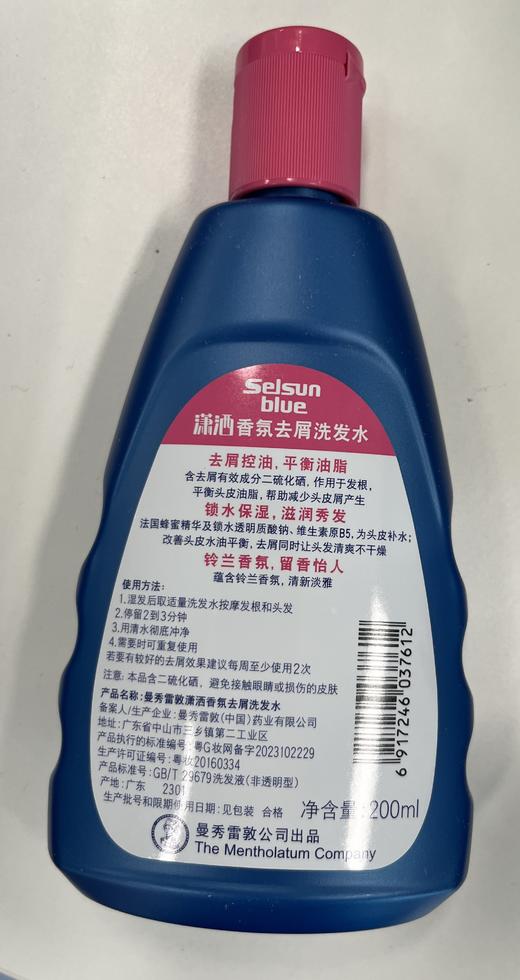 Selsun
blue
潇洒香氛去屑洗发水
去屑控油,平衡油脂
含去屑有效成分二硫化硒,作用于发根,
平衡头皮油脂,帮助减少头皮屑产生
锁水保湿,滋润秀发
法国蜂蜜精华及锁水透明质酸钠、维生素原B5,为头皮补水;
改善头皮水油平衡,去屑同时让头发清爽不干燥
铃兰香氛,留香怡人
蕴含铃兰香氛,清新淡雅
使用方法:
1.湿发后取适量洗发水按摩发根和头发
2.停留2到3分钟
3.用清水彻底冲净
4.需要时可重复使用
若要有较好的去屑效果建议每周至少使用2次
注意:本品含二硫化硒,避免接触眼睛或损伤的皮肤
产品名称:曼秀雷敦潇洒香氛去屑洗发水
备案人/生产企业:曼秀雷敦(中国)药业有限公司
地址:广东省中山市三乡镇第二工业区
产品执行的标准编号:粤G妆网备字2023102229
生产许可证编号:粤妆20160334
产品标准号:GB/T 29679洗发液(非透明型)
产地:广东 2301
生产批号和限期使用日期:见包装 合格
净含量:200ml
6 917246 037612
曼秀雷敦公司出品
The Mentholatum Company